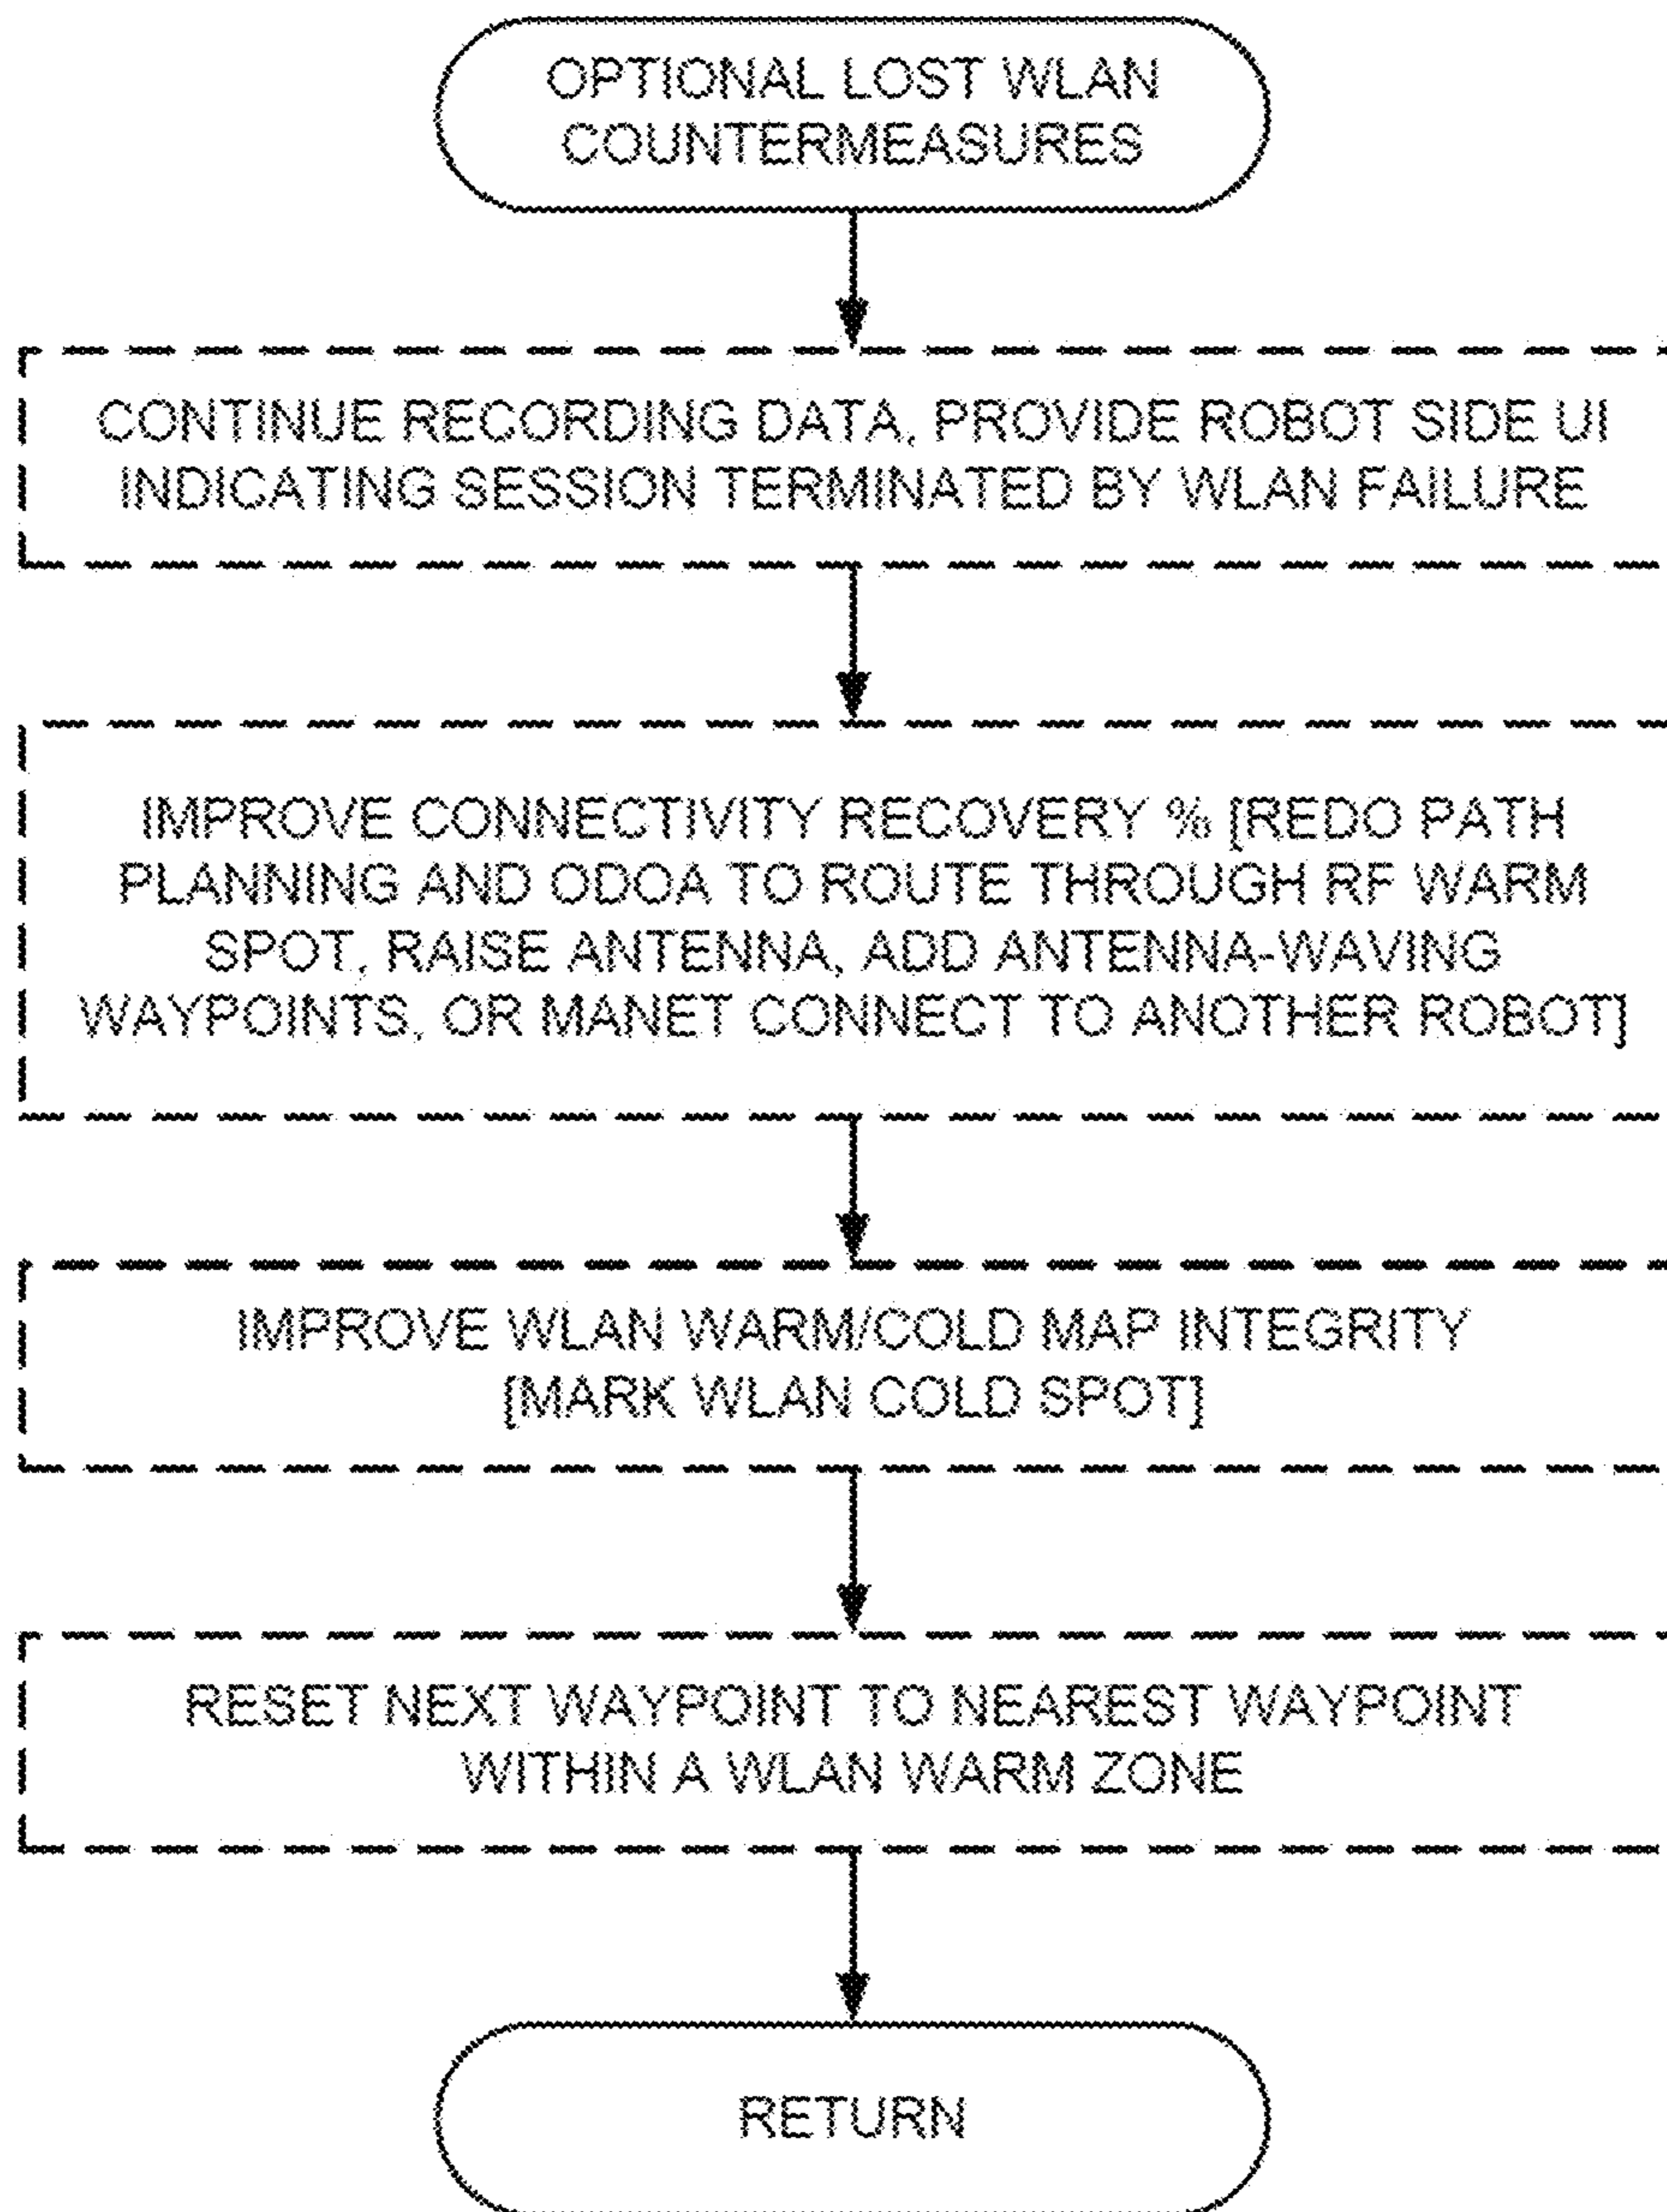 OPTIONAL LOST WLAN
COUNTERMEASURES
CONTINUE RECORDING DATA, PROVIDE ROBOT SIDE UI
INDICATING SESSION TERMINATED BY WLAN FAILURE
IMPROVE CONNECTIVITY RECOVERY % [REDO PATH
PLANNING AND ODOA TO ROUTE THROUGH RF WARM
SPOT, RAISE ANTENNA, ADD ANTENNA-WAVING
WAYPOINTS, OR MANET CONNECT TO ANOTHER ROBOT]
IMPROVE WLAN WARM/COLD MAP INTEGRITY
[MARK WLAN COLD SPOT]
RESET NEXT WAYPOINT TO NEAREST WAYPOINT
WITHIN A WLAN WARM ZONE
RETURN